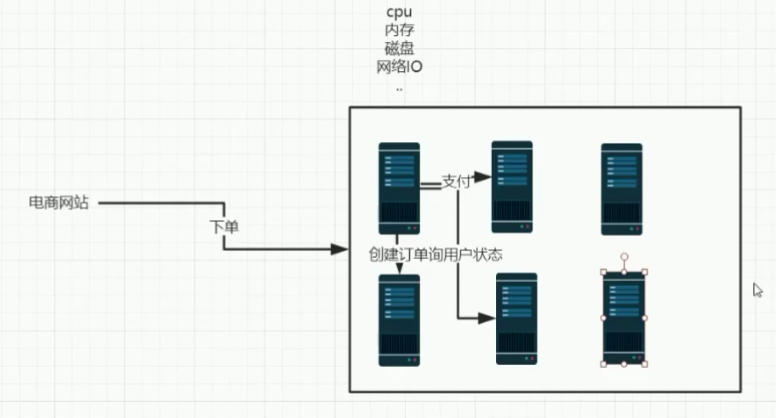 cpu
内存
磁盘
网络IO
..
支付
电商网站
下单
创建订单询用户状态